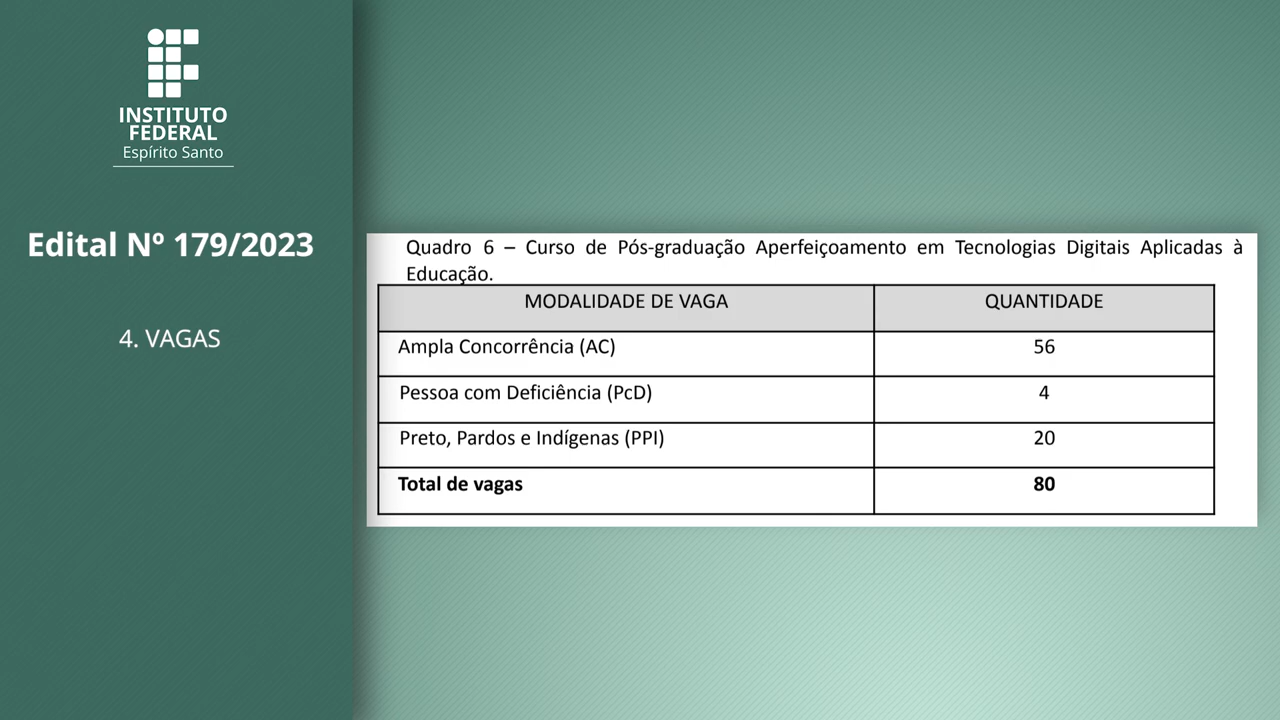 INSTITUTO
FEDERAL
Espírito Santo
Edital Nº 179/2023
4. VAGAS
Quadro 6 – Curso de Pós-graduação Aperfeiçoamento em Tecnologias Digitais Aplicadas à
Educação.
MODALIDADE DE VAGA QUANTIDADE
Ampla Concorrência (AC) 56
Pessoa com Deficiência (PcD) 4
Preto, Pardos e Indígenas (PPI) 20
Total de vagas 80